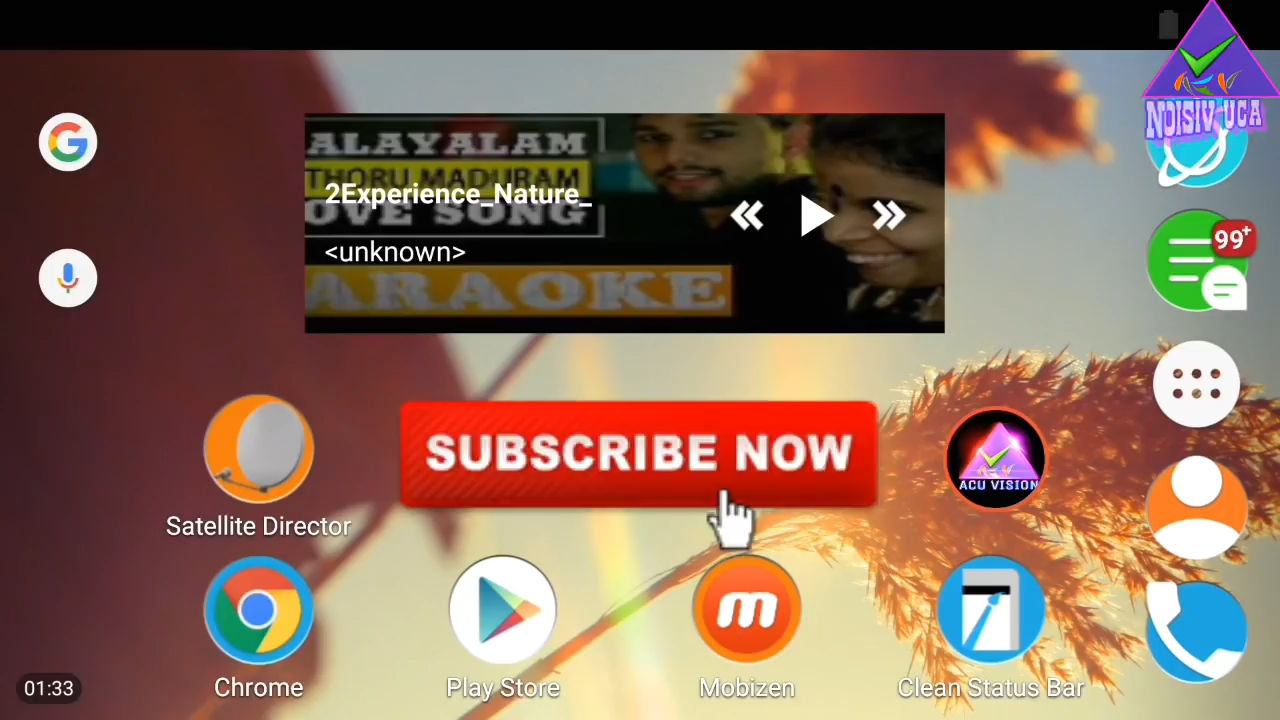 NOISIV UCA
ALAYALAM
THORU MADURAM
2Experience_Nature_
OVE SONG
<unknown>
ARAOKE
99+
SUBSCRIBE NOW
ACU VISION
Satellite Director
Chrome
Play Store
Mobizen
Clean Status Bar
01:33